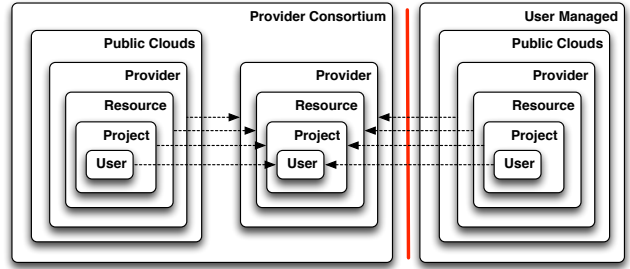 Provider Consortium
Public Clouds
Provider
Resource
Project
User
Provider
Resource
Project
User
User Managed
Public Clouds
Provider
Resource
Project
User